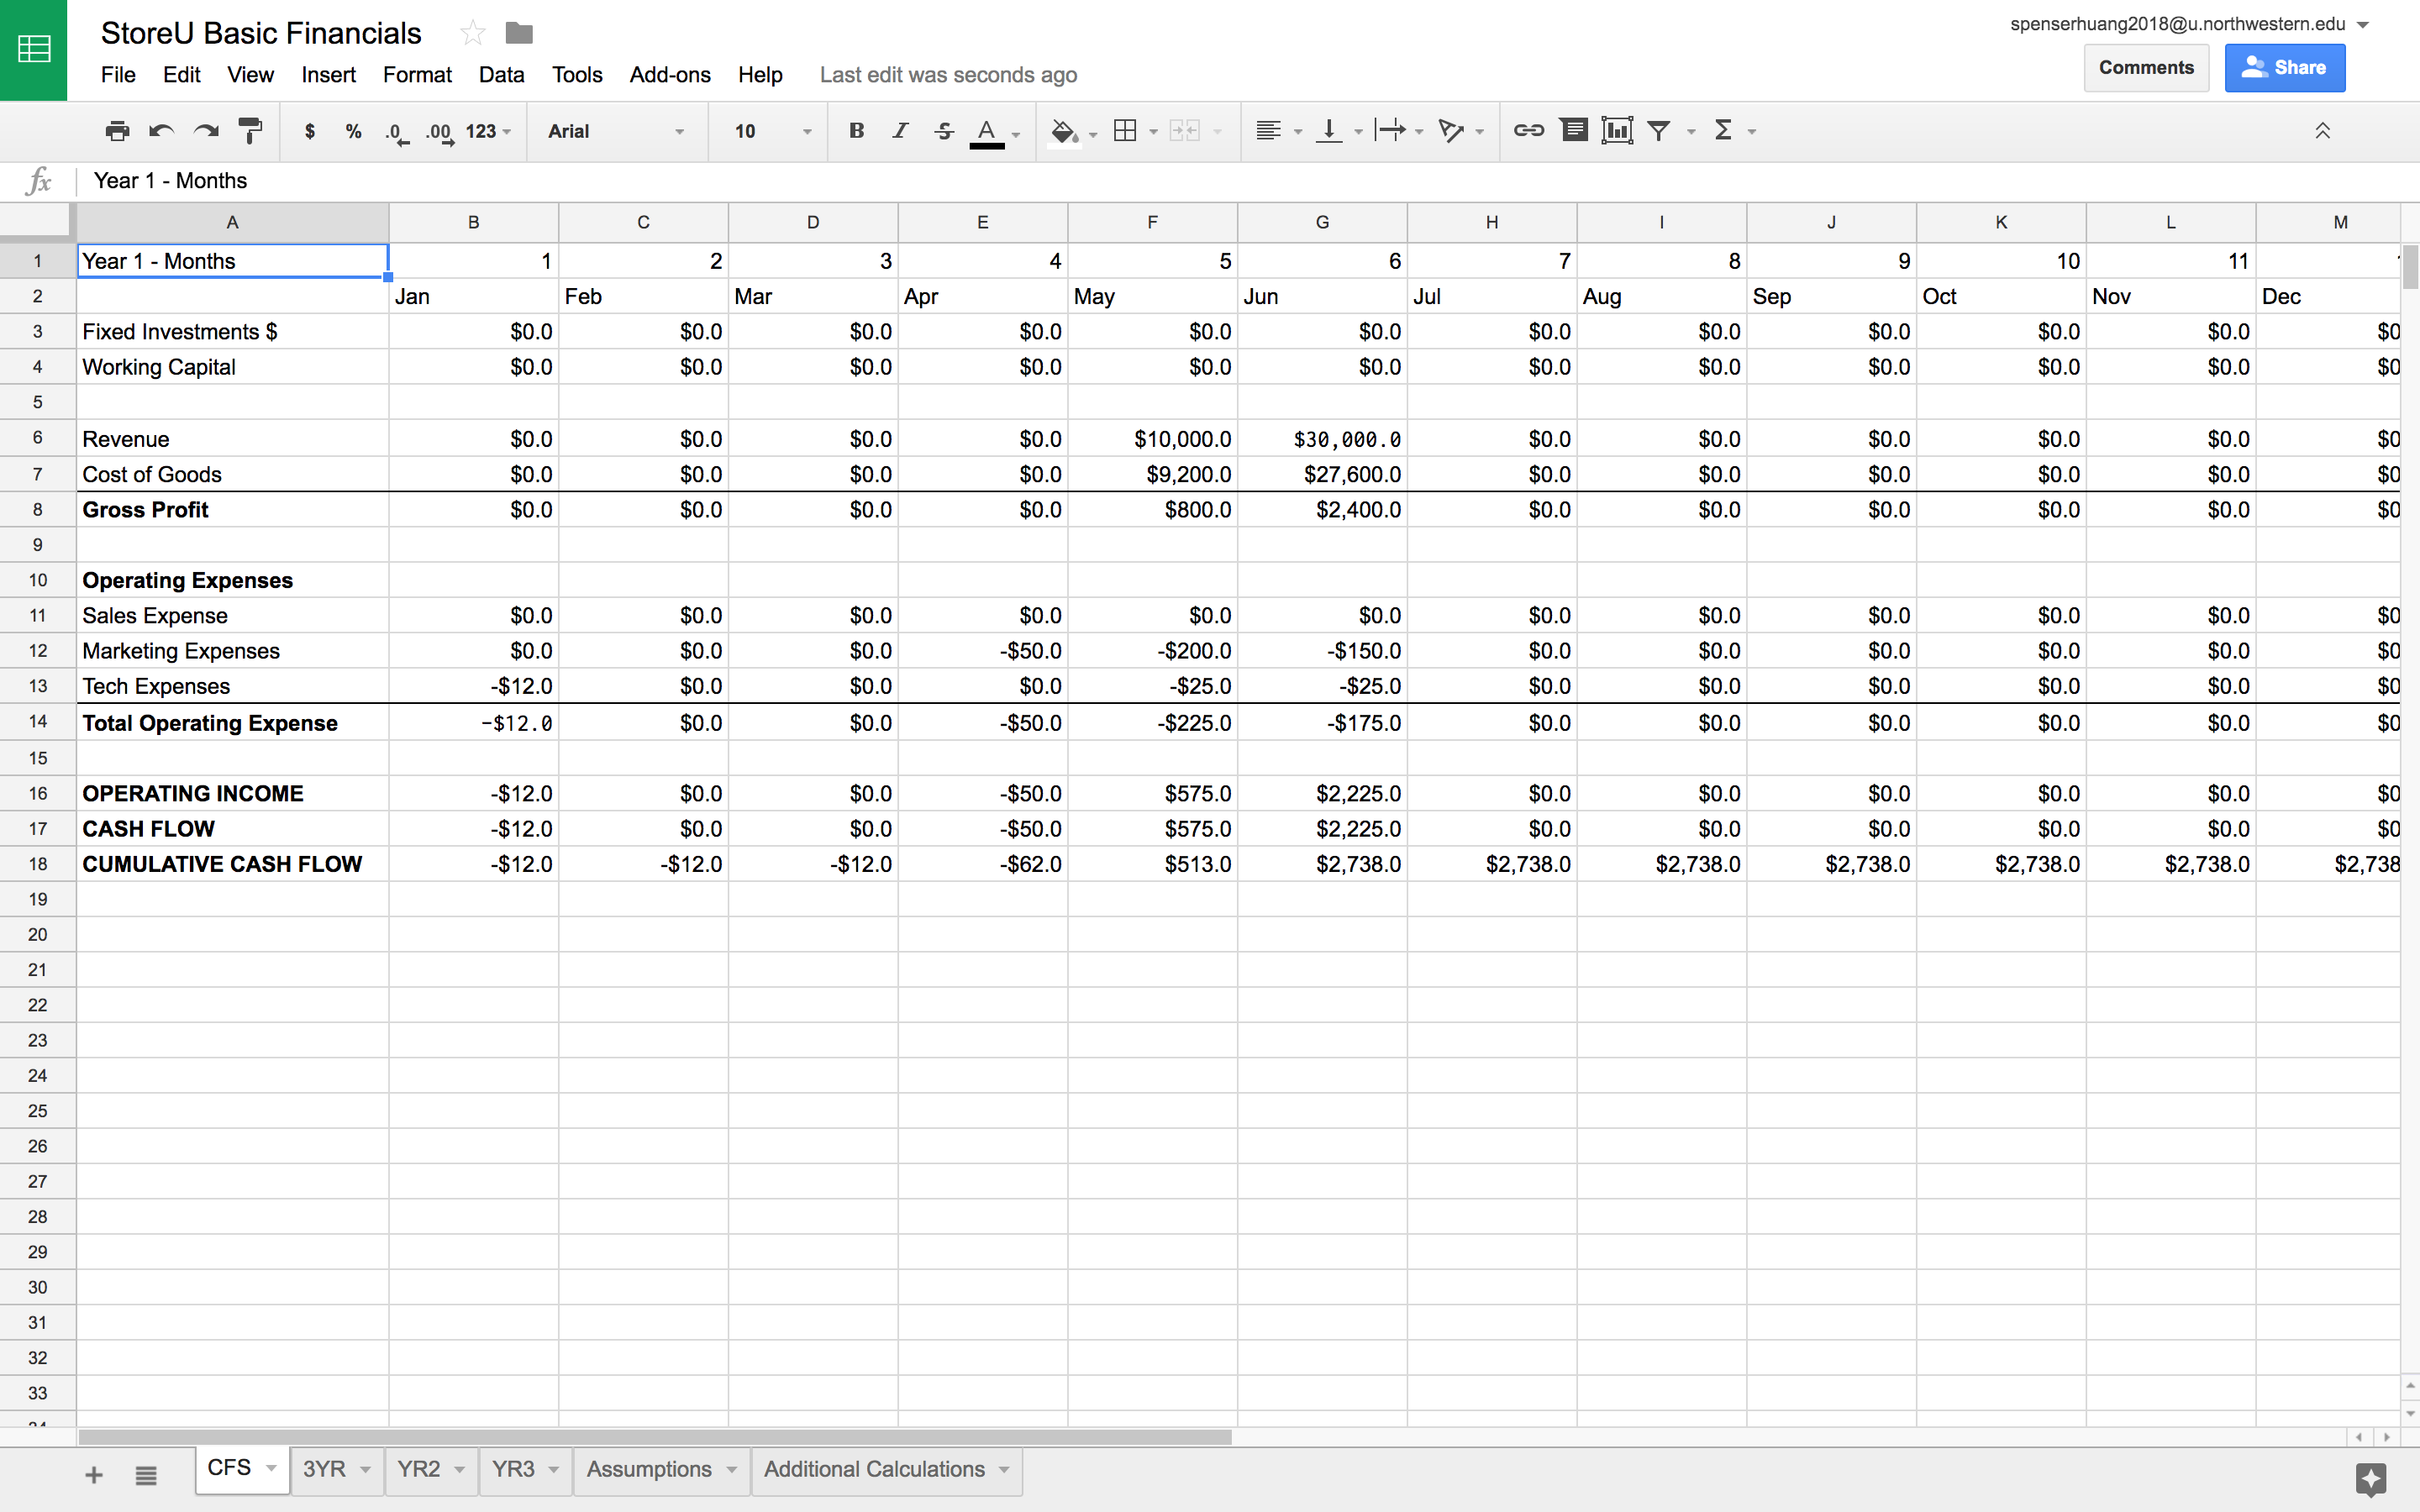 StoreU Basic Financials
spenserhuang2018@u.northwestern.edu
File Edit View Insert Format Data Tools Add-ons Help Last edit was seconds ago
Comments Share
$ % .0 .00 123 Arial 10 B I S A Σ
fx Year 1 - Months
A B C D E F G H I J K L M
1 Year 1 - Months 1 2 3 4 5 6 7 8 9 10 11
2 Jan Feb Mar Apr May Jun Jul Aug Sep Oct Nov Dec
3 Fixed Investments $ $0.0 $0.0 $0.0 $0.0 $0.0 $0.0 $0.0 $0.0 $0.0 $0.0 $0.0 $0
4 Working Capital $0.0 $0.0 $0.0 $0.0 $0.0 $0.0 $0.0 $0.0 $0.0 $0.0 $0.0 $0
5
6 Revenue $0.0 $0.0 $0.0 $0.0 $10,000.0 $30,000.0 $0.0 $0.0 $0.0 $0.0 $0.0 $0
7 Cost of Goods $0.0 $0.0 $0.0 $0.0 $9,200.0 $27,600.0 $0.0 $0.0 $0.0 $0.0 $0.0 $0
8 Gross Profit $0.0 $0.0 $0.0 $0.0 $800.0 $2,400.0 $0.0 $0.0 $0.0 $0.0 $0.0 $0
9
10 Operating Expenses
11 Sales Expense $0.0 $0.0 $0.0 $0.0 $0.0 $0.0 $0.0 $0.0 $0.0 $0.0 $0.0 $0
12 Marketing Expenses $0.0 $0.0 $0.0 -$50.0 -$200.0 -$150.0 $0.0 $0.0 $0.0 $0.0 $0.0 $0
13 Tech Expenses -$12.0 $0.0 $0.0 $0.0 -$25.0 -$25.0 $0.0 $0.0 $0.0 $0.0 $0.0 $0
14 Total Operating Expense -$12.0 $0.0 $0.0 -$50.0 -$225.0 -$175.0 $0.0 $0.0 $0.0 $0.0 $0.0 $0
15
16 OPERATING INCOME -$12.0 $0.0 $0.0 -$50.0 $575.0 $2,225.0 $0.0 $0.0 $0.0 $0.0 $0.0 $0
17 CASH FLOW -$12.0 $0.0 $0.0 -$50.0 $575.0 $2,225.0 $0.0 $0.0 $0.0 $0.0 $0.0 $0
18 CUMULATIVE CASH FLOW -$12.0 -$12.0 -$12.0 -$62.0 $513.0 $2,738.0 $2,738.0 $2,738.0 $2,738.0 $2,738.0 $2,738.0 $2,738
19
20
21
22
23
24
25
26
27
28
29
30
31
32
33
CFS 3YR YR2 YR3 Assumptions Additional Calculations